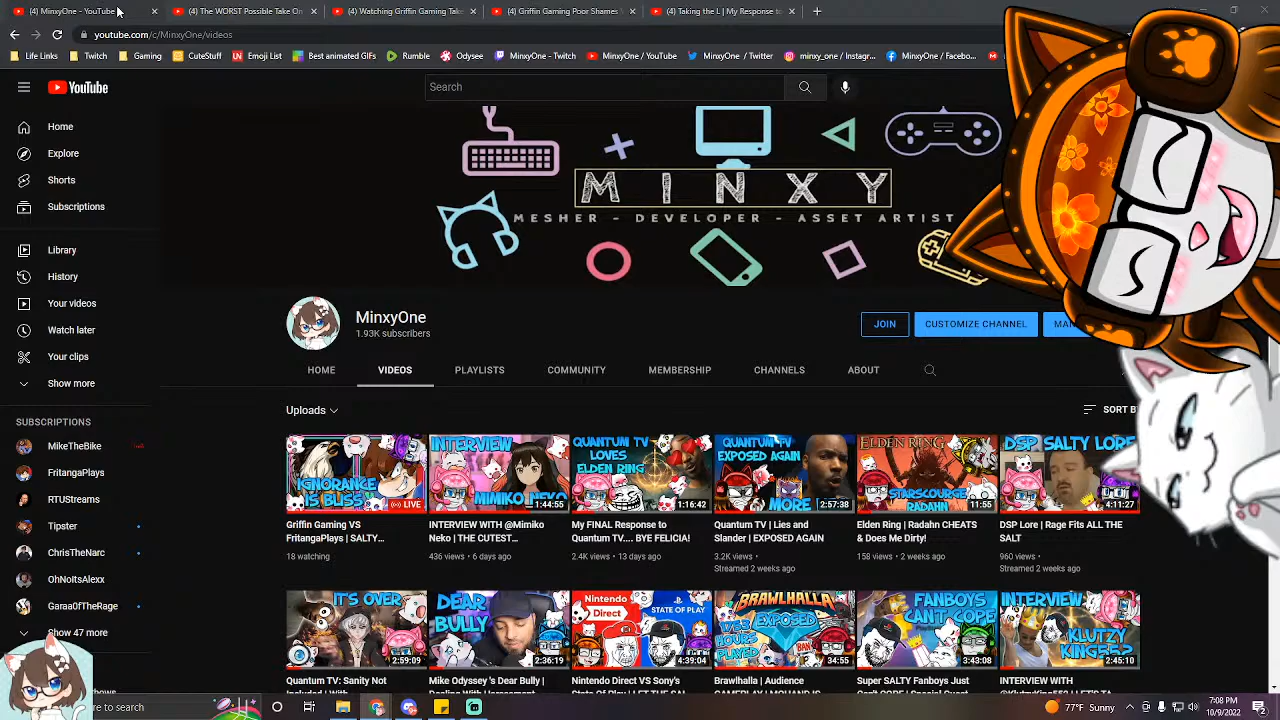 (4) MinxyOne - YouTube
(4) The WORST Possible Take On
(4) Watching Griffin Gaming Take
(4) Griffin Gaming Poor Shames
(4) Taking the L | My Response
youtube.com/c/MinxyOne/videos
Life Links
Twitch
Gaming
CuteStuff
Emoji List
Best animated GIFs...
Rumble
Odysee
MinxyOne - Twitch
MinxyOne / YouTube
MinxyOne / Twitter
minxy_one / Instagr...
MinxyOne / Faceboo...
YouTube
Search
Home
Explore
Shorts
Subscriptions
Library
History
Your videos
Watch later
Your clips
Show more
SUBSCRIPTIONS
MikeTheBike
FritangaPlays
RTUStreams
Tipster
ChrisTheNarc
OhNoItsAlexx
GaraaOfThePage
Show 47 more
MINXY
MESHER - DEVELOPER - ASSET ARTIST
MinxyOne
1.93K subscribers
JOIN
CUSTOMIZE CHANNEL
HOME
VIDEOS
PLAYLISTS
COMMUNITY
MEMBERSHIP
CHANNELS
ABOUT
Uploads
SORT BY
IGNORANCE
IS BLISS
LIVE
Griffin Gaming VS
FritangaPlays | SALTY...
18 watching
INTERVIEW
MIMIKO NEKO
1:44:55
INTERVIEW WITH @Mimiko
Neko | THE CUTEST...
436 views • 6 days ago
QUANTUM TV
LOVES
ELDEN RING
1:16:42
My FINAL Response to
Quantum TV.... BYE FELICIA!
2.4K views • 13 days ago
QUANTUM TV
EXPOSED AGAIN
MORE
2:57:38
Quantum TV | Lies and
Slander | EXPOSED AGAIN
3.2K views •
Streamed 2 weeks ago
ELDEN RING
STARSCOURGE
RADAHN
11:55
Elden Ring | Radahn CHEATS
& Does Me Dirty!
158 views • 2 weeks ago
DSP SALTY LORE
4:11:27
DSP Lore | Rage Fits ALL THE
SALT
960 views •
Streamed 2 weeks ago
IT'S OVER
2:59:09
Quantum TV: Sanity Not
DEAR
BULLY
2:36:19
Mike Odyssey 's Dear Bully |
Nintendo
Direct
VS
STATE OF PLAY
4:39:04
Nintendo Direct VS Sony's
BRAWLHALLA
HOURS
PLAYED
EXPOSED
BAN
34:55
Brawlhalla | Audience
FANBOYS
CAN'T COPE
3:43:08
Super SALTY Fanboys Just
INTERVIEW
KLUTZY
KING552
2:45:10
INTERVIEW WITH
to search
77°F Sunny
7:08 PM
10/9/2022